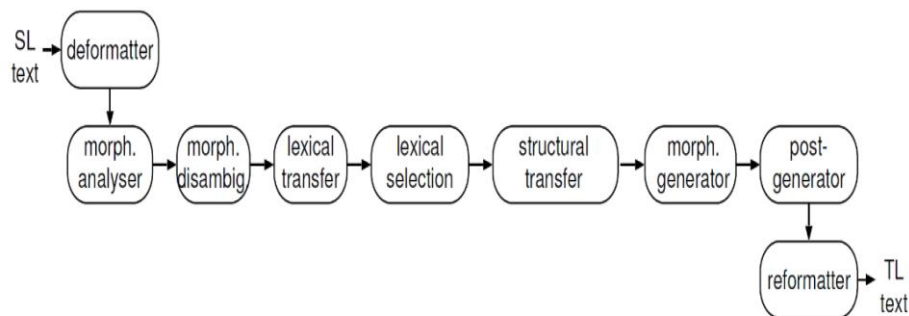 SL
text
deformatter
morph.
analyser
morph.
disambig.
lexical
transfer
lexical
selection
structural
transfer
morph.
generator
post-
generator
reformatter
TL
text